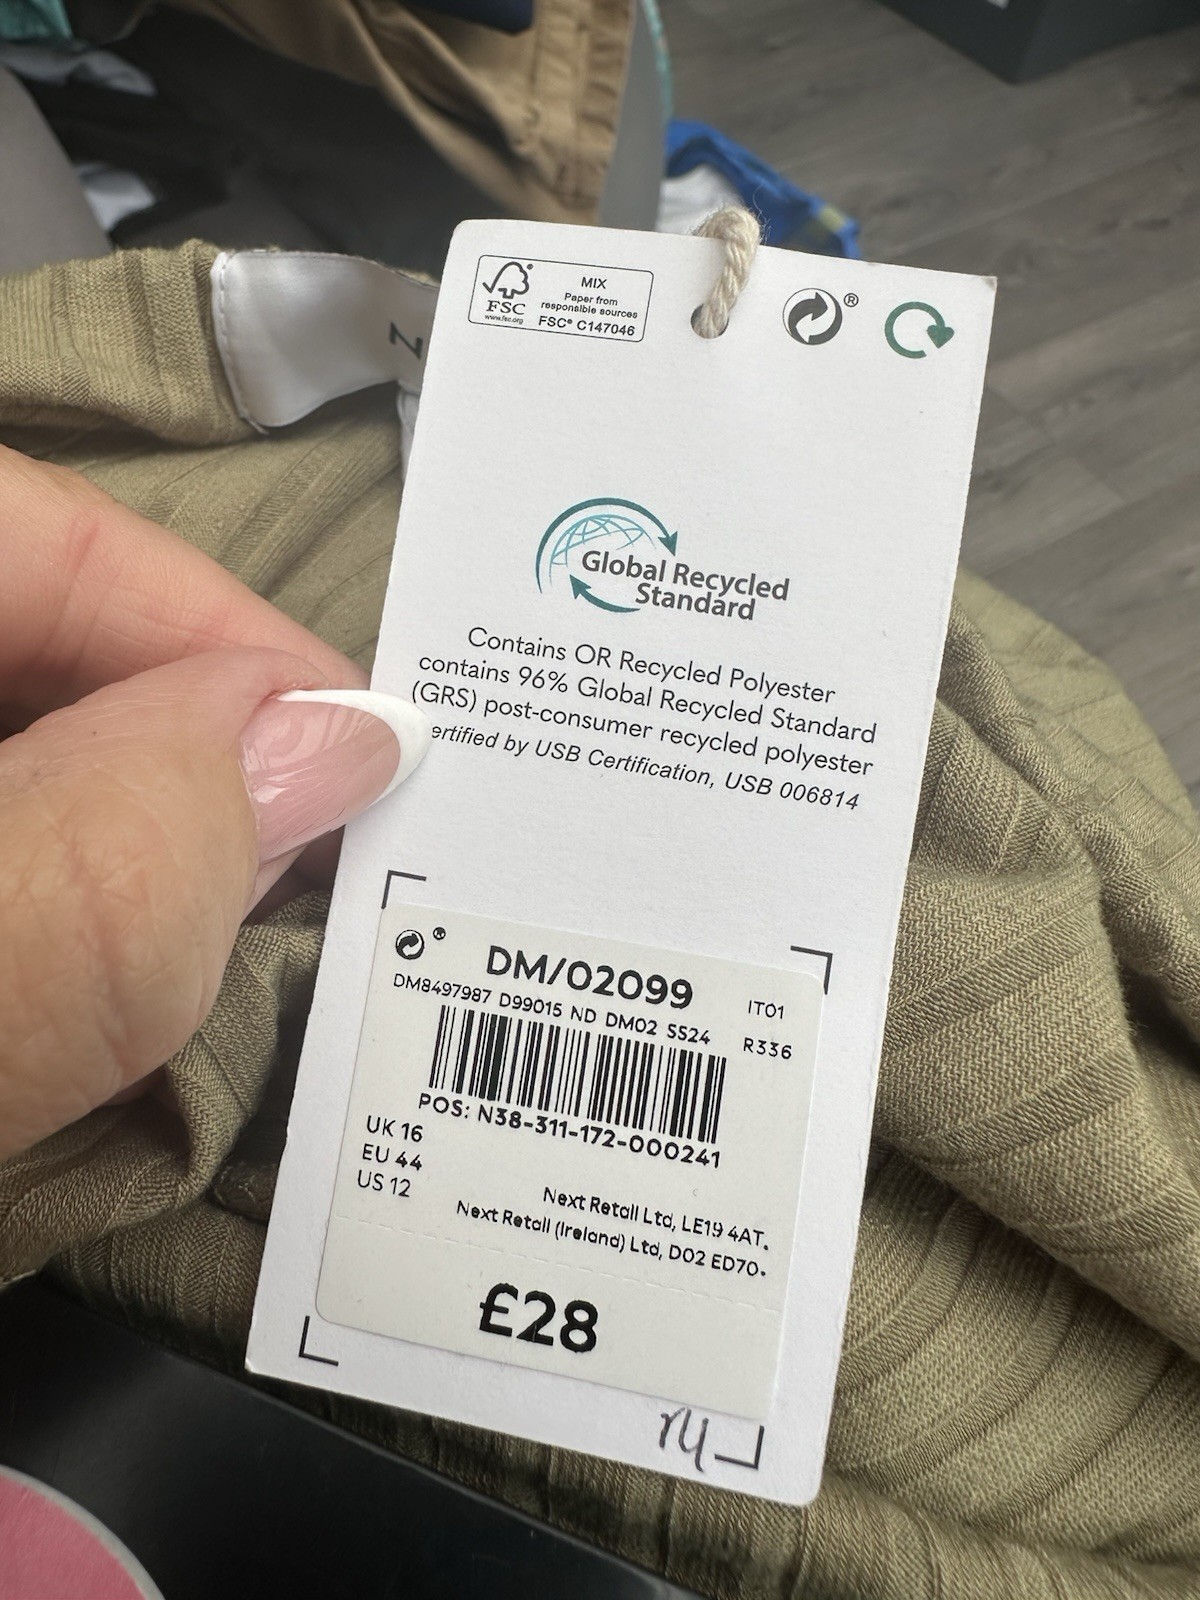 FSC
www.fsc.org
MIX
Paper from
responsible sources
FSC® C147046
®
Global Recycled
Standard
Contains OR Recycled Polyester
contains 96% Global Recycled Standard
(GRS) post-consumer recycled polyester
ertified by USB Certification, USB 006814
DM/02099
IT01
DM8497987 D99015 ND DM02 SS24
R336
POS: N38-311-172-000241
UK 16
EU 44
US 12
Next Retail Ltd, LE19 4AT.
Next Retail (Ireland) Ltd, D02 ED70.
£28
N